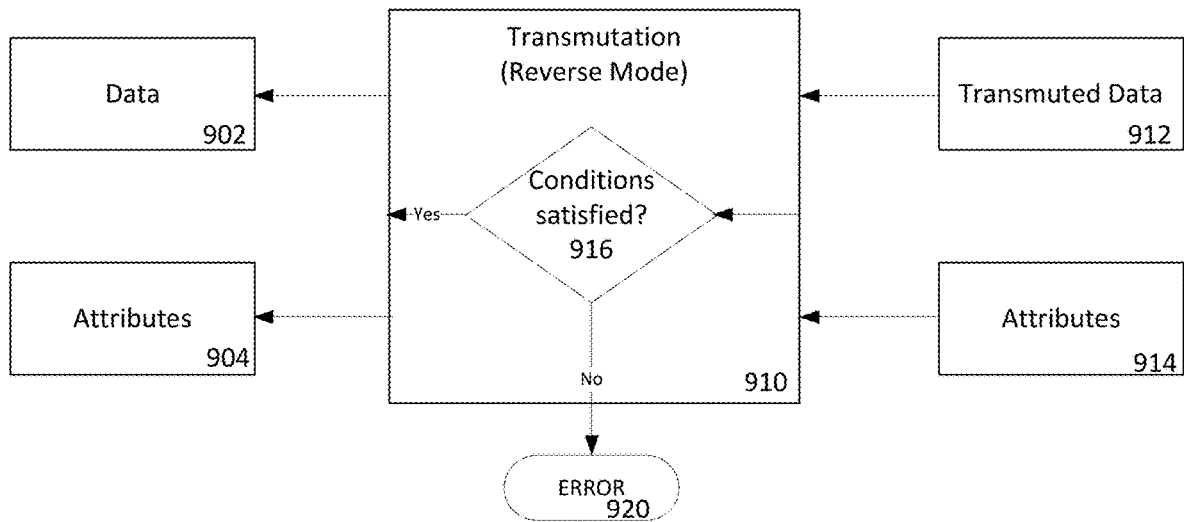 Transmutation
(Reverse Mode)
Data
902
Transmuted Data
912
Conditions
satisfied?
916
Yes
Attributes
904
Attributes
914
No
910
ERROR
920